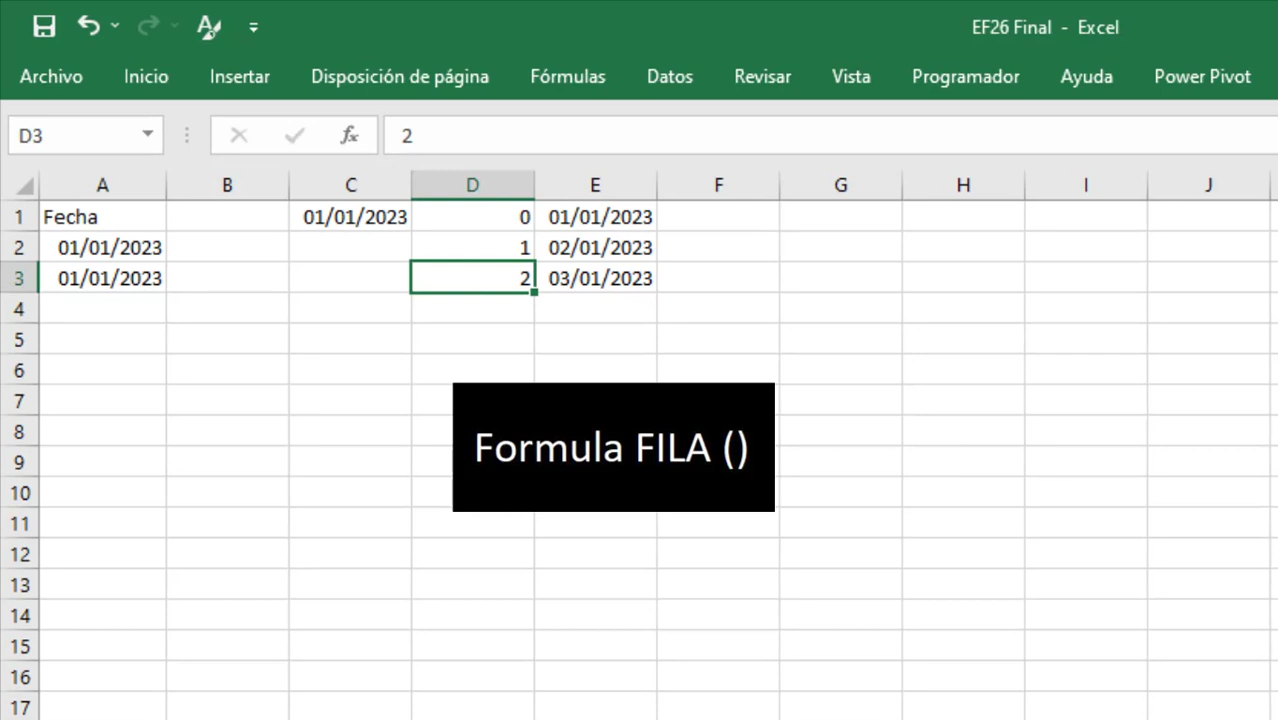 EF26 Final - Excel
Archivo Inicio Insertar Disposición de página Fórmulas Datos Revisar Vista Programador Ayuda Power Pivot
D3 fx 2
A B C D E F G H I J
1 Fecha 01/01/2023 0 01/01/2023
2 01/01/2023 1 02/01/2023
3 01/01/2023 2 03/01/2023
4
5
6
7
8
Formula FILA ()
9
10
11
12
13
14
15
16
17